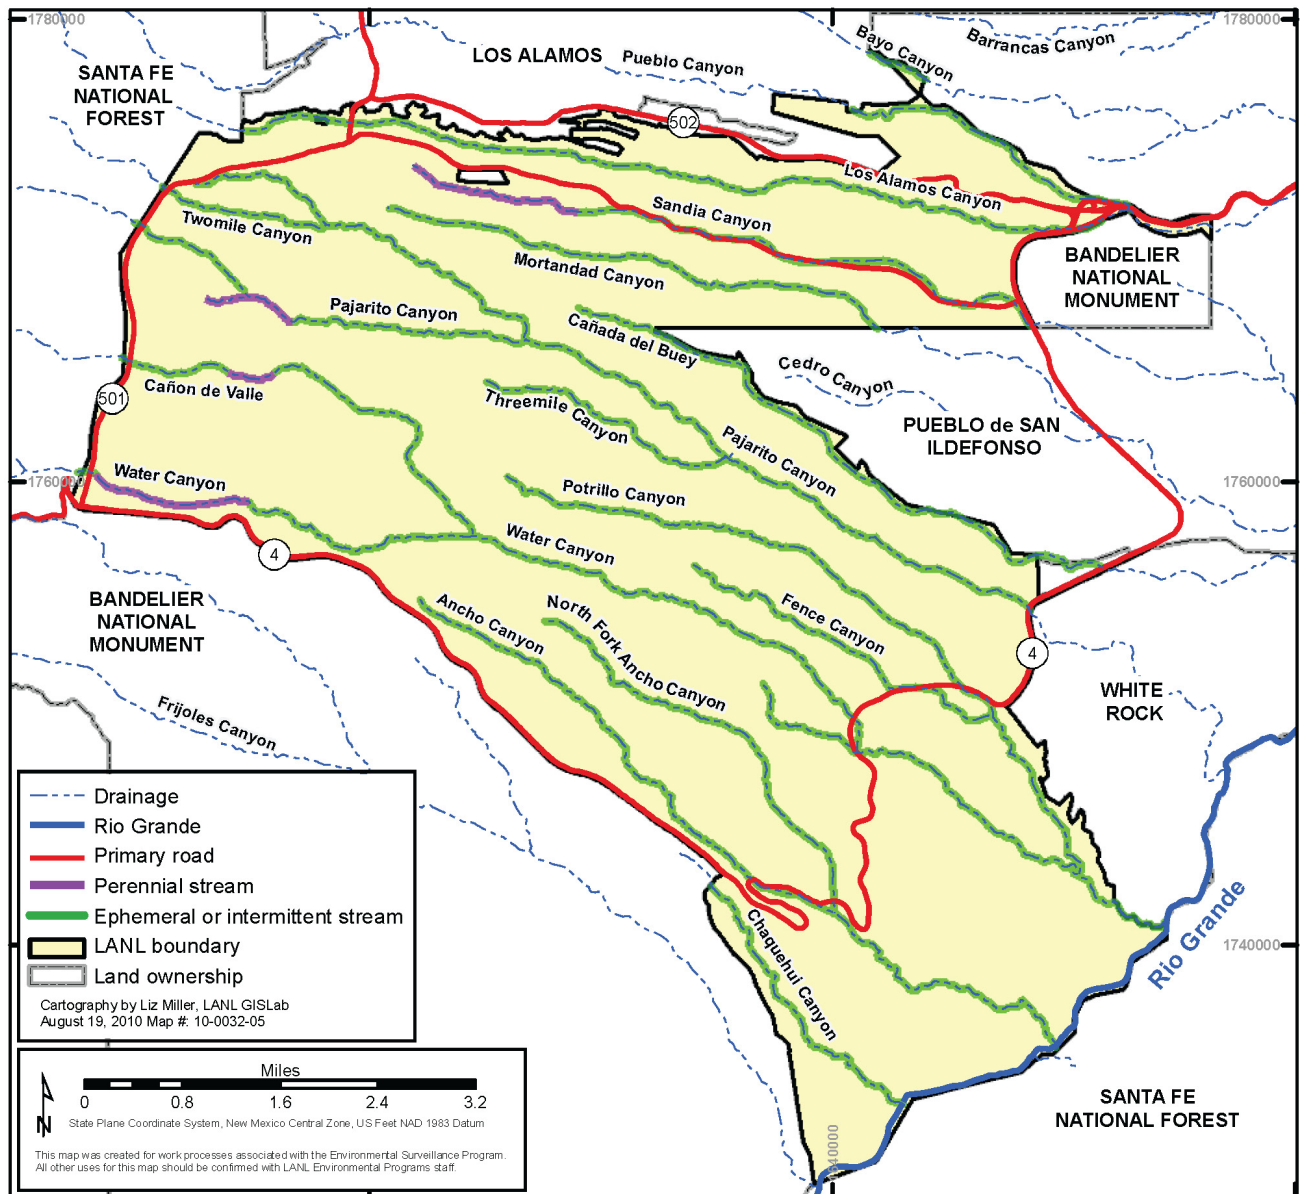 1780000
1780000
LOS ALAMOS
Pueblo Canyon
Bayo Canyon
Barrancas Canyon
SANTA FE
NATIONAL
FOREST
502
Los Alamos Canyon
Sandia Canyon
Twomile Canyon
Mortandad Canyon
BANDELIER
NATIONAL
MONUMENT
Pajarito Canyon
Cañada del Buey
Cedro Canyon
501
Cañon de Valle
Threemile Canyon
PUEBLO de SAN
ILDEFONSO
Pajarito Canyon
1760000
1760000
Water Canyon
Potrillo Canyon
4
Water Canyon
BANDELIER
NATIONAL
MONUMENT
Ancho Canyon
North Fork Ancho Canyon
Fence Canyon
4
WHITE
ROCK
Frijoles Canyon
Drainage
Rio Grande
Primary road
Perennial stream
Ephemeral or intermittent stream
LANL boundary
Land ownership
Cartography by Liz Miller, LANL GISLab
August 19, 2010 Map #: 10-0032-05
Chaquehui Canyon
Rio Grande
1740000
Miles
0 0.8 1.6 2.4 3.2
N
State Plane Coordinate System, New Mexico Central Zone, US Feet NAD 1983 Datum
This map was created for work processes associated with the Environmental Surveillance Program.
All other uses for this map should be confirmed with LANL Environmental Programs staff.
SANTA FE
NATIONAL FOREST